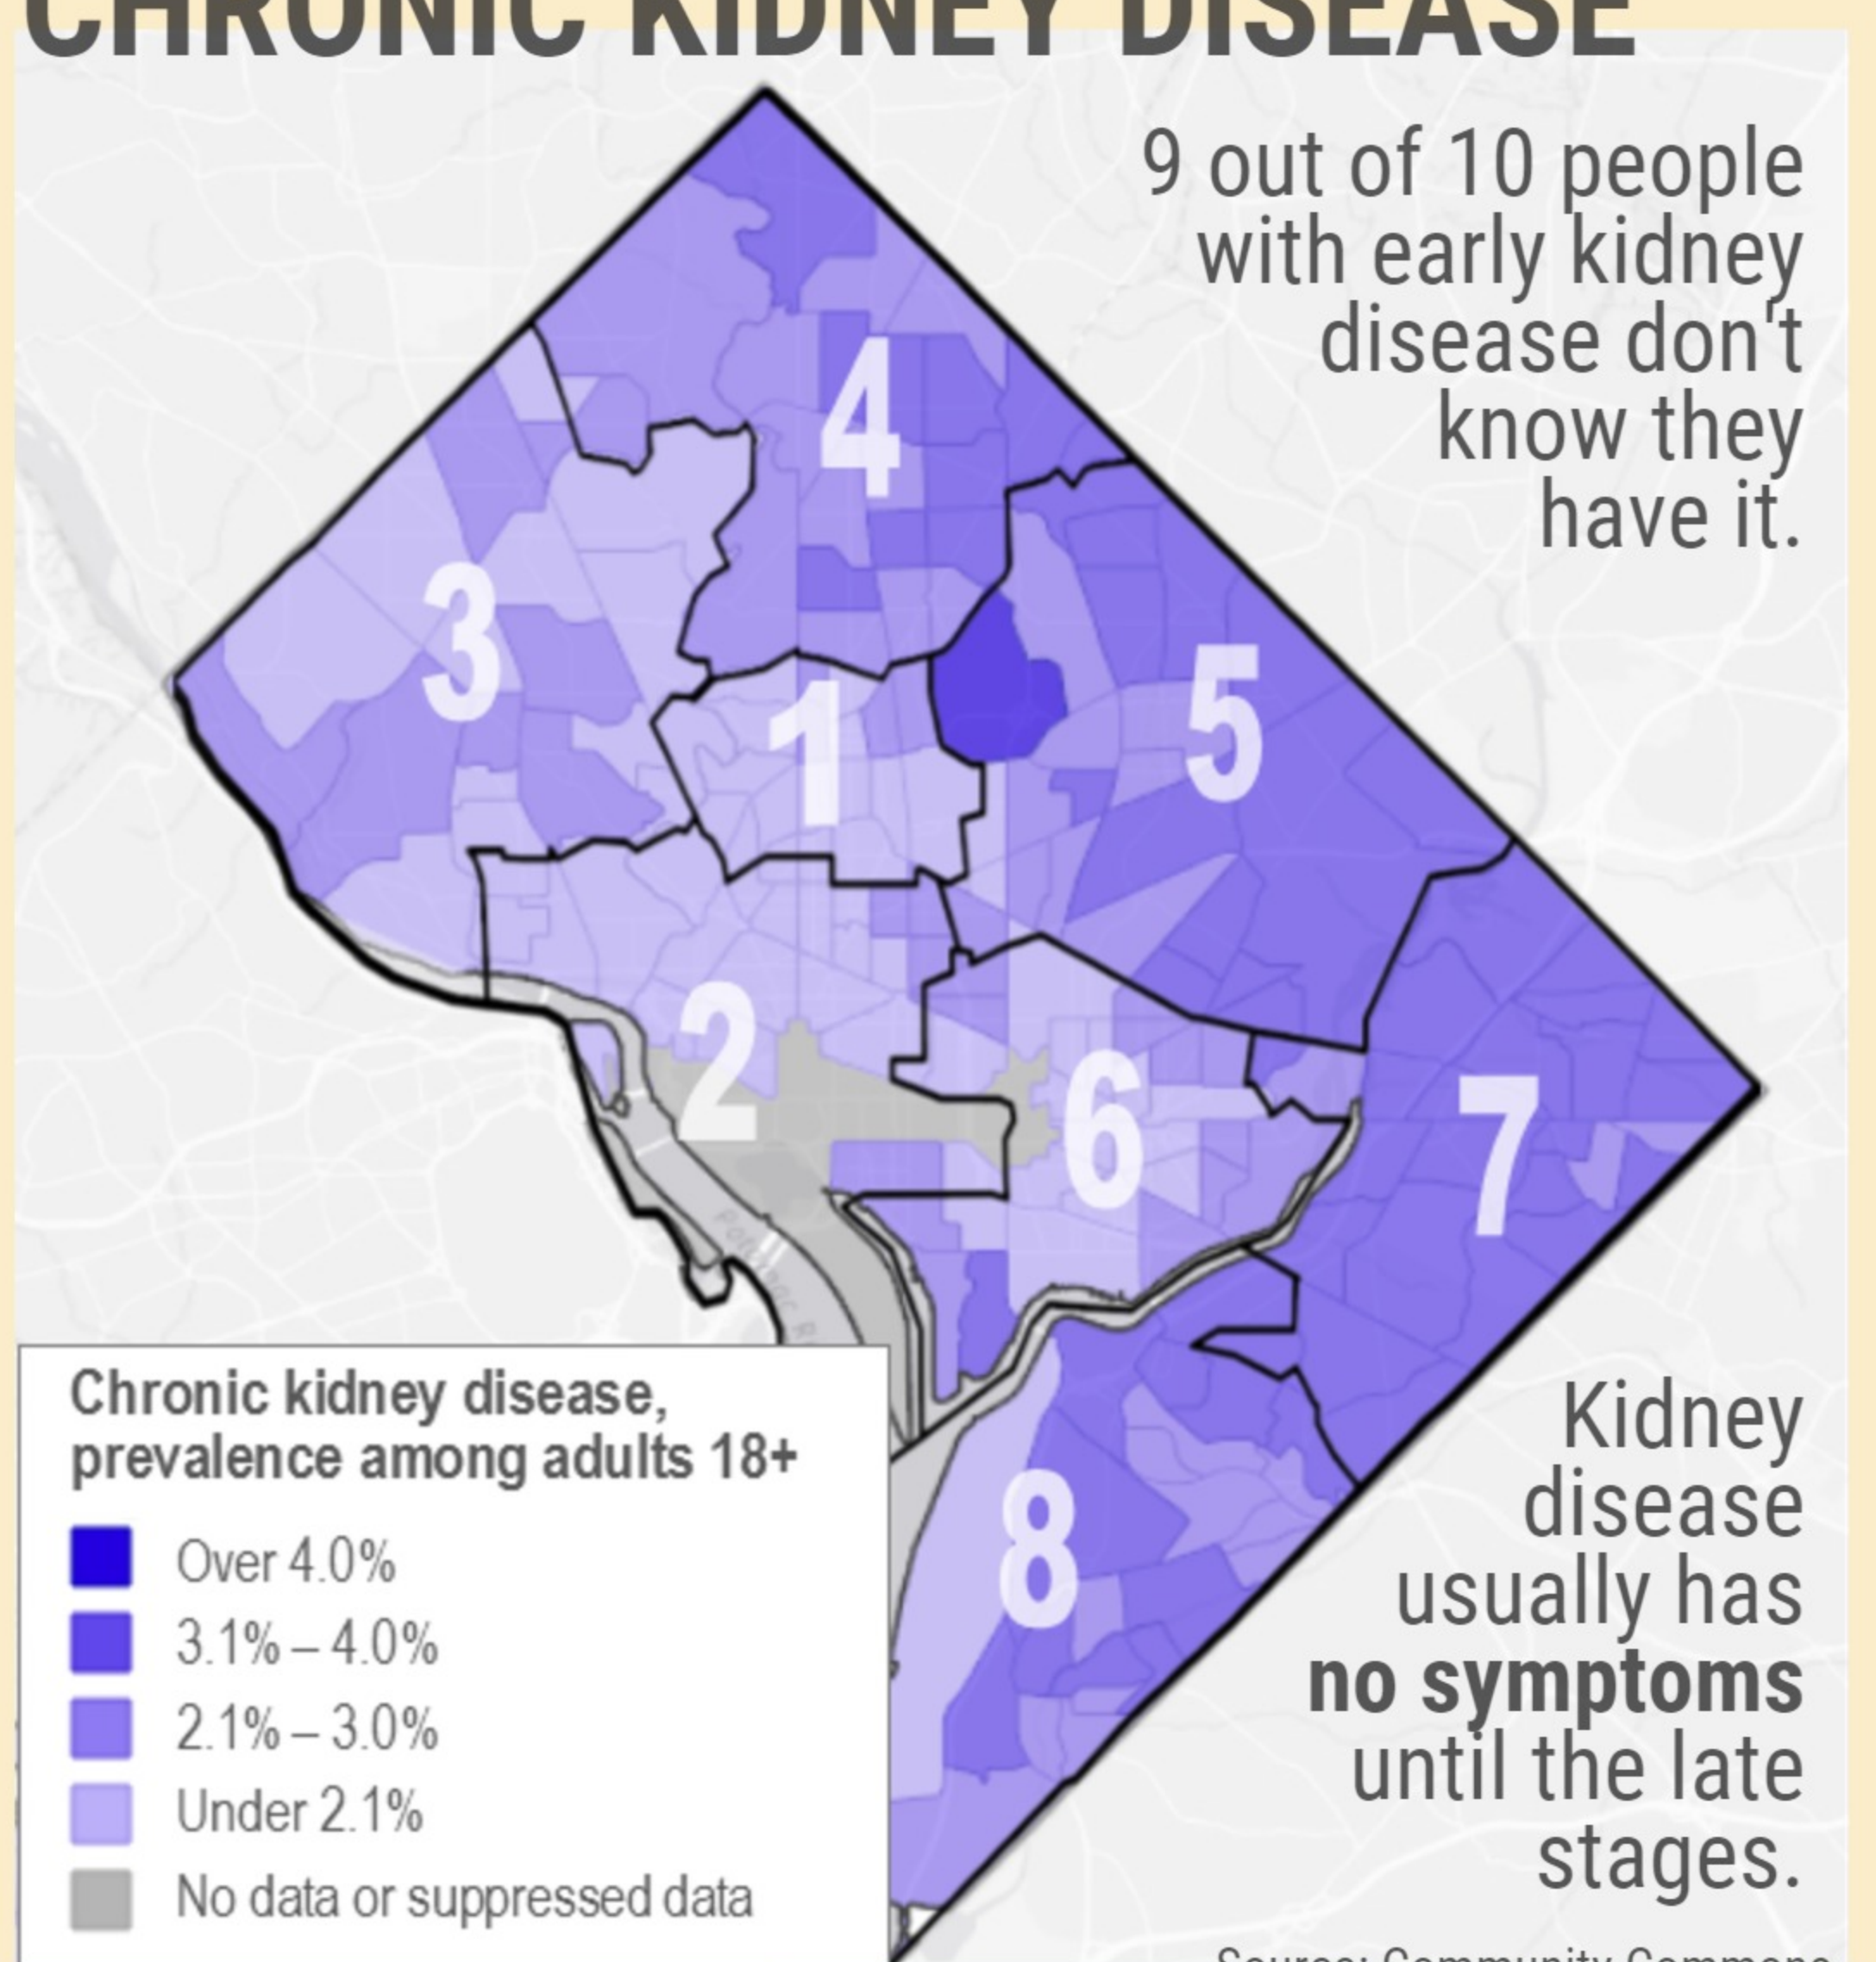 CHRONIC KIDNEY DISEASE
9 out of 10 people
with early kidney
disease don't
know they
have it.
4
3
1
5
2
6
7
8
Chronic kidney disease,
prevalence among adults 18+
Over 4.0%
3.1% – 4.0%
2.1% – 3.0%
Under 2.1%
No data or suppressed data
Kidney
disease
usually has
no symptoms
until the late
stages.
Source: Community Commons